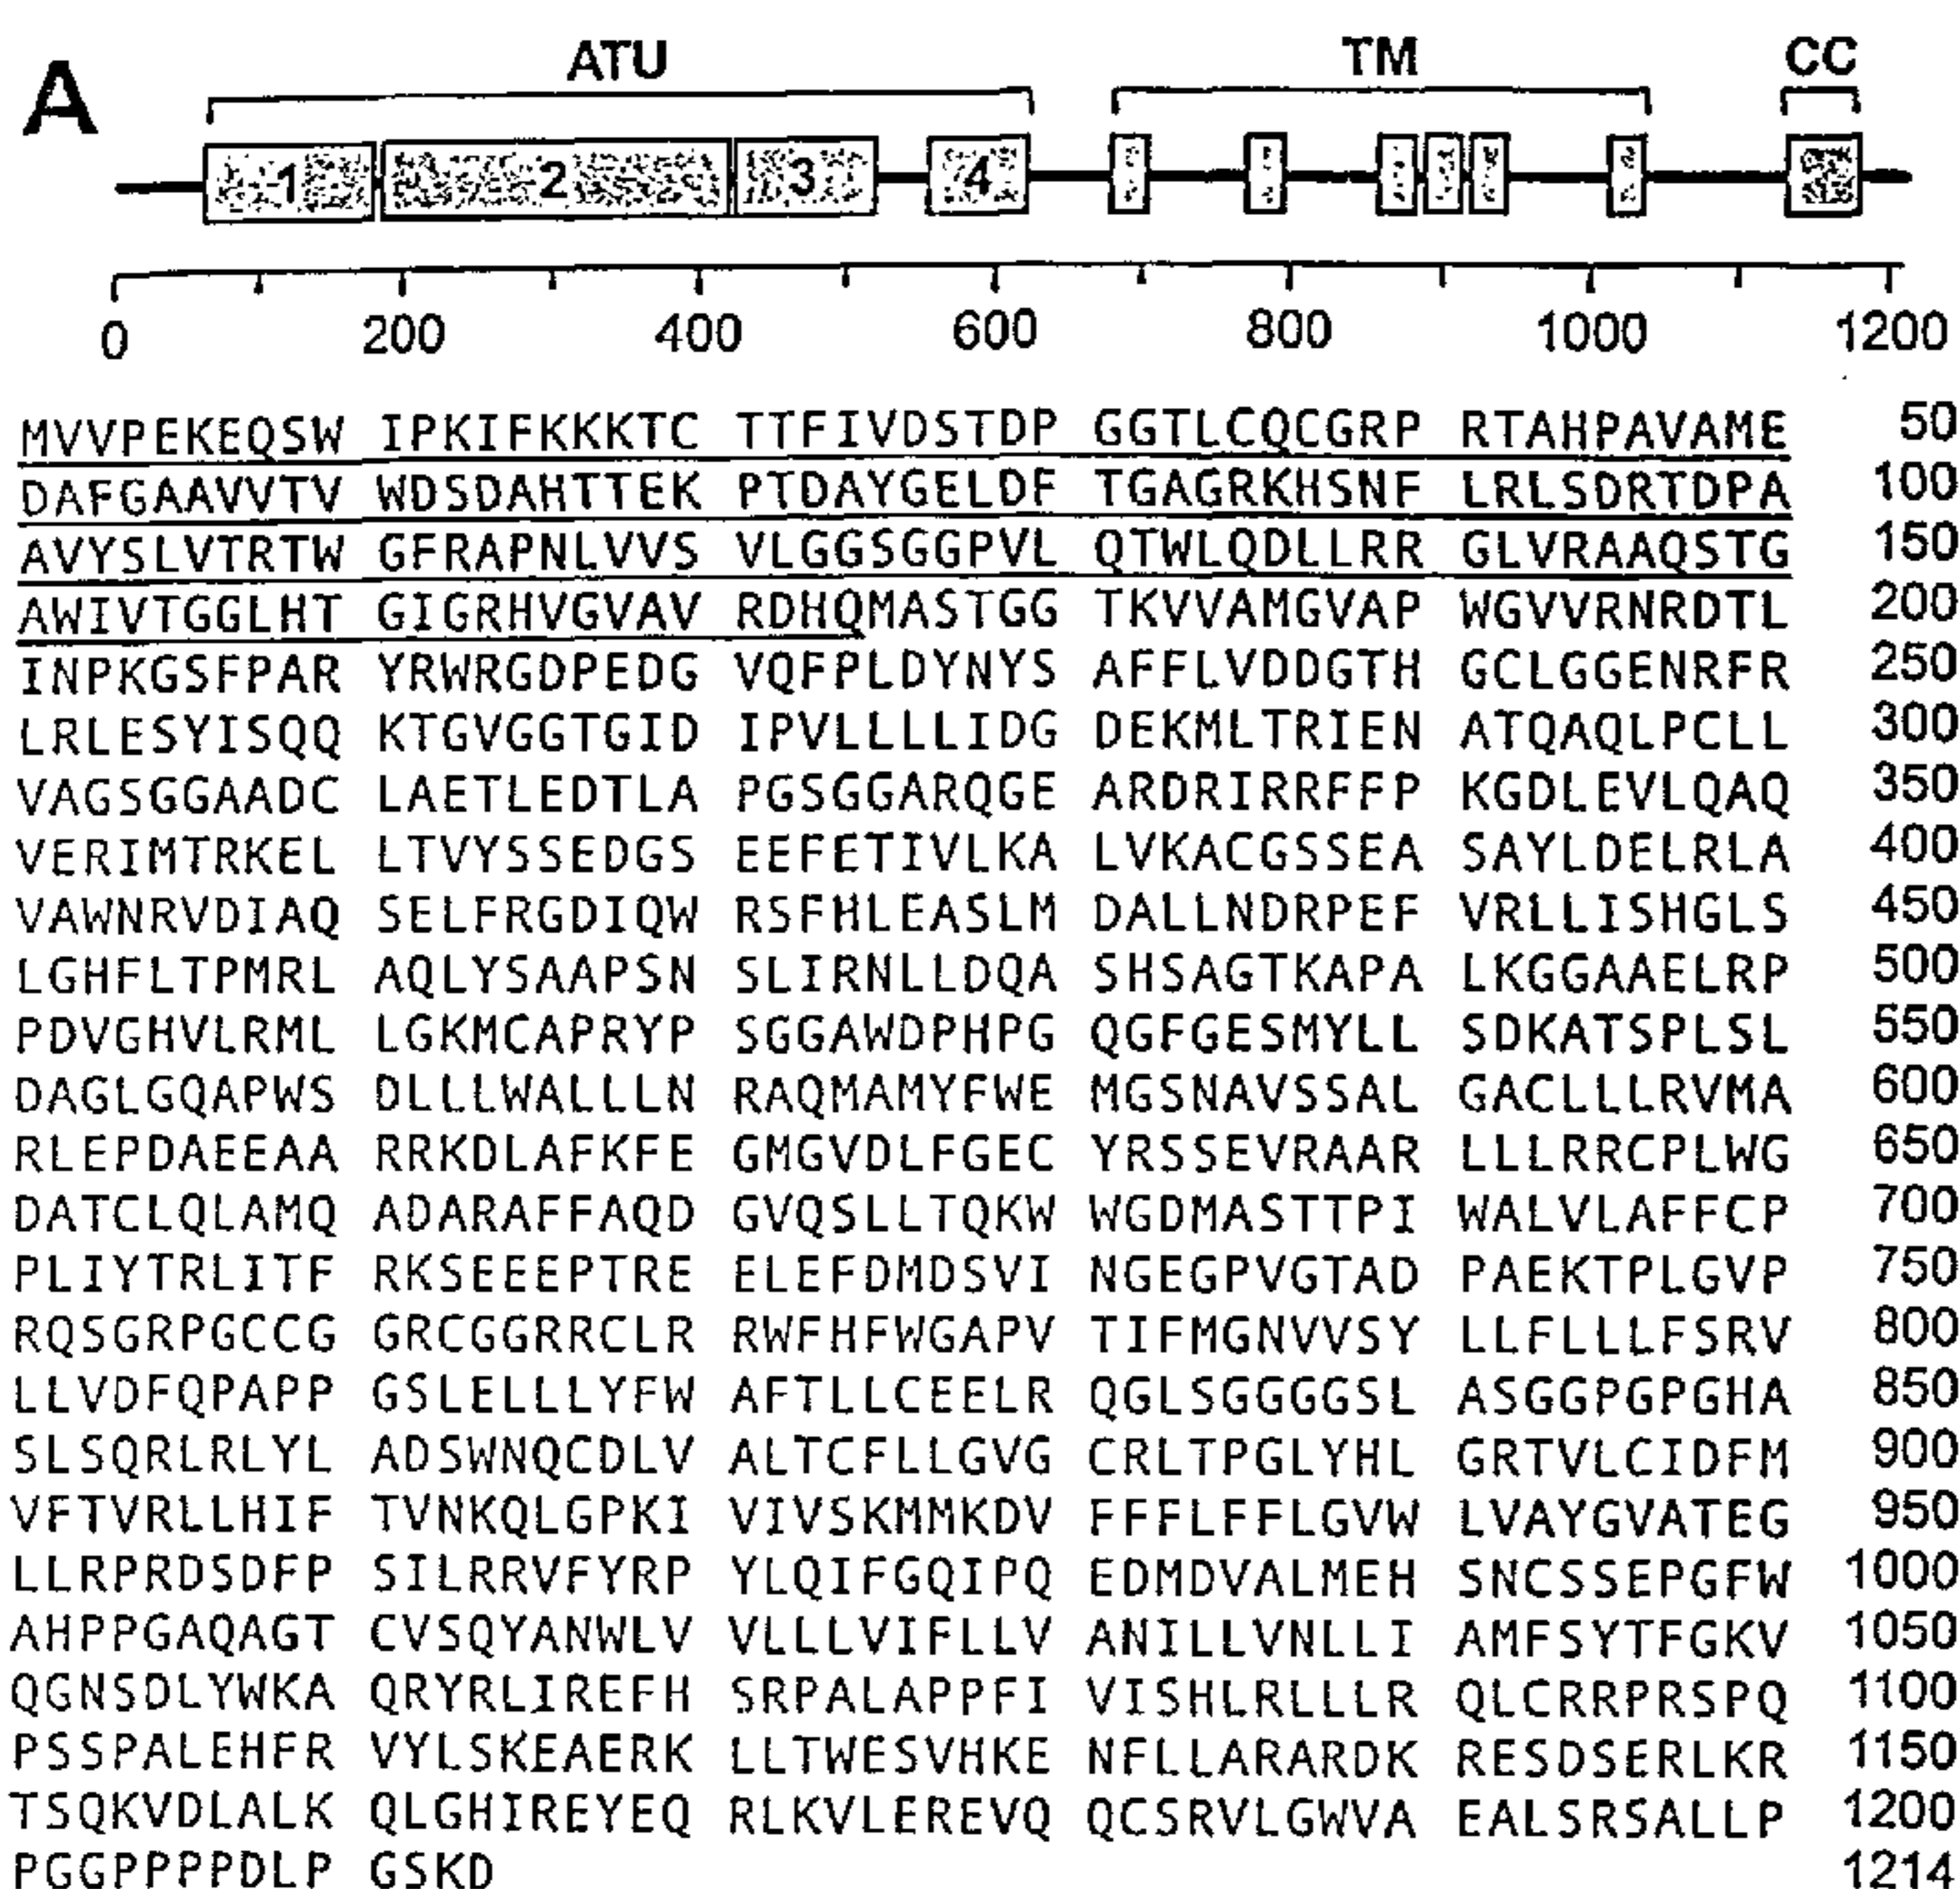 A
ATU TM CC
1 2 3 4
0 200 400 600 800 1000 1200
MVVPEKEQSW IPKIFKKKTC TTFIVDSTDP GGTLCQCGRP RTAHPAVAME 50
DAFGAAVVTV WDSDAHTTEK PTDAYGELDF TGAGRKHSNF LRLSDRTDPA 100
AVYSLVTRTW GFRAPNLVVS VLGGSGGPVL QTWLQDLLRR GLVRAAQSTG 150
AWIVTGGLHT GIGRHVGVAV RDHQMASTGG TKVVAMGVAP WGVVRNRDTL 200
INPKGSFPAR YRWRGDPEDG VQFPLDYNYS AFFLVDDGTH GCLGGENRFR 250
LRLESYISQQ KTGVGGTGID IPVLLLLIDG DEKMLTRIEN ATQAQLPCLL 300
VAGSGGAADC LAETLEDTLA PGSGGARQGE ARDRIRRFFP KGDLEVLQAQ 350
VERIMTRKEL LTVYSSEDGS EEFETIVLKA LVKACGSSEA SAYLDELRLA 400
VAWNRVDIAQ SELFRGDIQW RSFHLEASLM DALLNDRPEF VRLLISHGLS 450
LGHFLTPMRL AQLYSAAPSN SLIRNLLDQA SHSAGTKAPA LKGGAAELRP 500
PDVGHVLRML LGKMCAPRYP SGGAWDPHPG QGFGESMYLL SDKATSPLSL 550
DAGLGQAPWS DLLLWALLLN RAQMAMYFWE MGSNAVSSAL GACLLLRVMA 600
RLEPDAEEAA RRKDLAFKFE GMGVDLFGEC YRSSEVRAAR LLLRRCPLWG 650
DATCLQLAMQ ADARAFFAQD GVQSLLTQKW WGDMASTTPI WALVLAFFCP 700
PLIYTRLITF RKSEEEPTRE ELEFDMDSVI NGEGPVGTAD PAEKTPLGVP 750
RQSGRPGCCG GRCGGRRCLR RWFHFWGAPV TIFMGNVVSY LLFLLLFSRV 800
LLVDFQPAPP GSLELLLYFW AFTLLCEELR QGLSGGGGSL ASGGPGPGHA 850
SLSQRLRLYL ADSWNQCDLV ALTCFLLGVG CRLTPGLYHL GRTVLCIDFM 900
VFTVRLLHIF TVNKQLGPKI VIVSKMMKDV FFFLFFLGVW LVAYGVATEG 950
LLRPRDSDFP SILRRVFYRP YLQIFGQIPQ EDMDVALMEH SNCSSEPGFW 1000
AHPPGAQAGT CVSQYANWLV VLLLVIFLLV ANILLVNLLI AMFSYTFGKV 1050
QGNSDLYWKA QRYRLIREFH SRPALAPPFI VISHLRLLLR QLCRRPRSPQ 1100
PSSPALEHFR VYLSKEAERK LLTWESVHKE NFLLARARDK RESDSERLKR 1150
TSQKVDLALK QLGHIREYEQ RLKVLEREVQ QCSRVLGWVA EALSRSALLP 1200
PGGPPPPDLP GSKD 1214